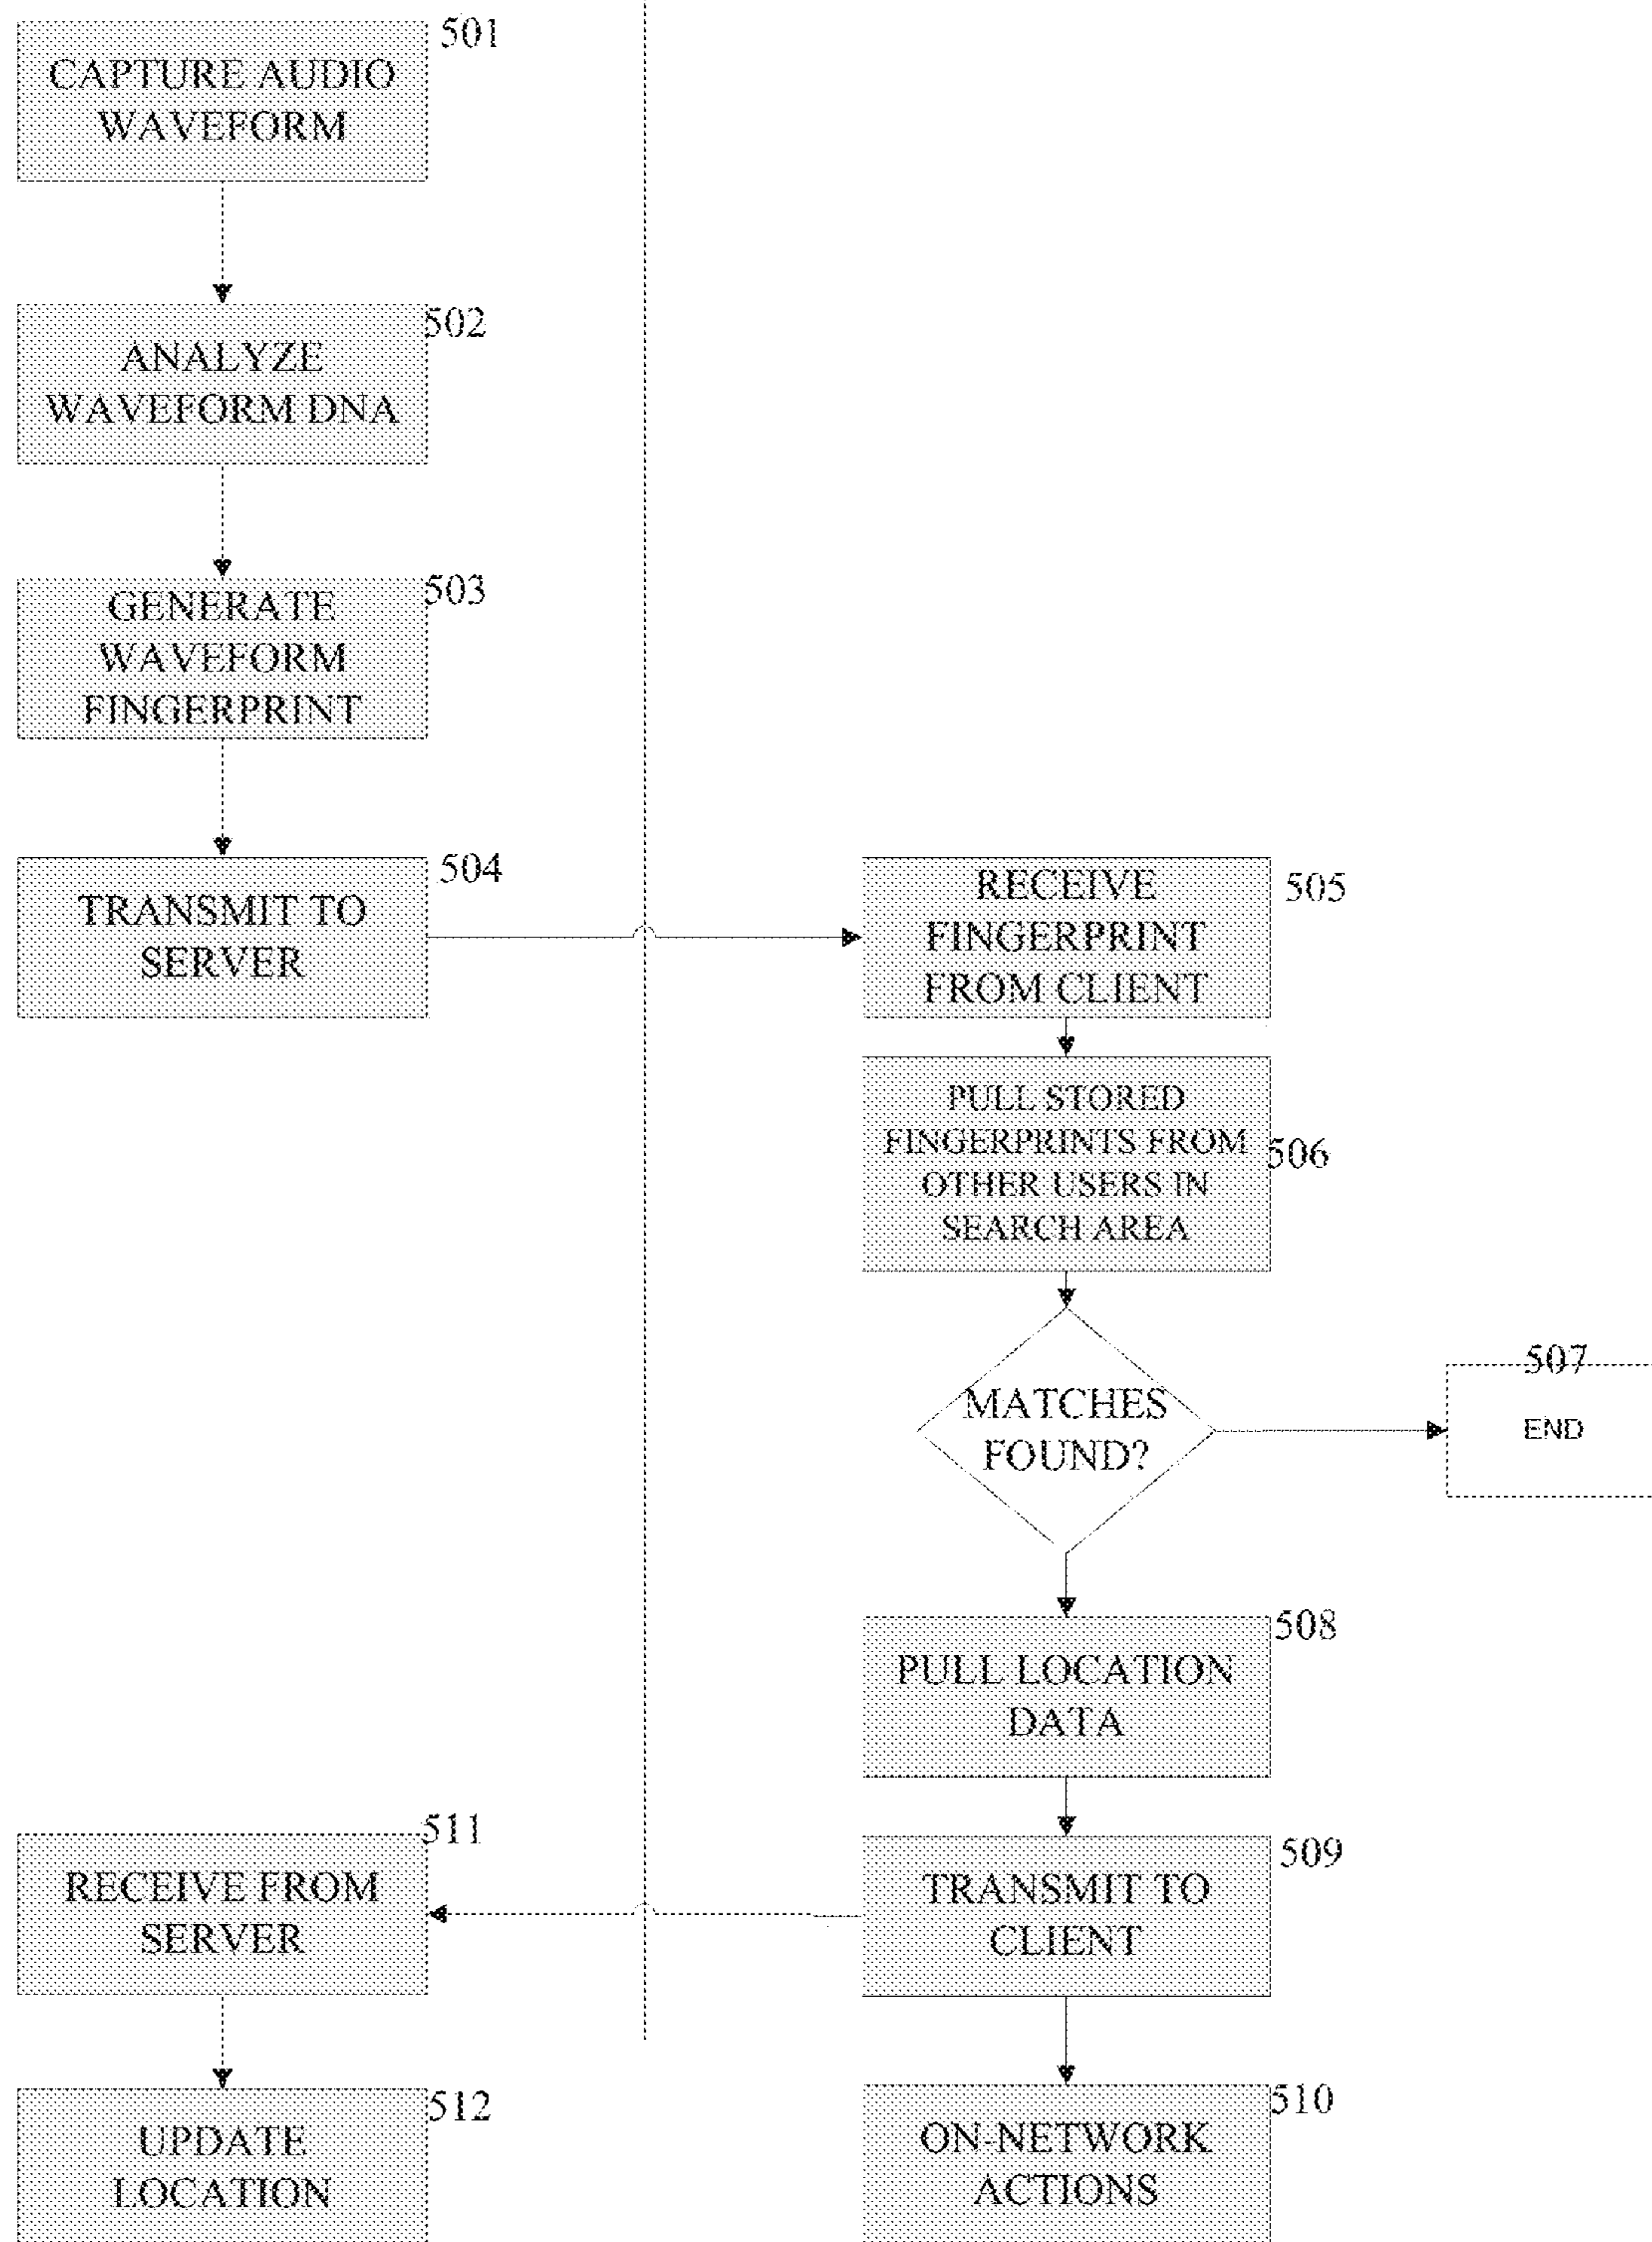 501
CAPTURE AUDIO
WAVEFORM
502
ANALYZE
WAVEFORM DNA
503
GENERATE
WAVEFORM
FINGERPRINT
504
TRANSMIT TO
SERVER
505
RECEIVE
FINGERPRINT
FROM CLIENT
506
PULL STORED
FINGERPRINTS FROM
OTHER USERS IN
SEARCH AREA
MATCHES
FOUND?
507
END
508
PULL LOCATION
DATA
509
TRANSMIT TO
CLIENT
511
RECEIVE FROM
SERVER
512
UPDATE
LOCATION
510
ON-NETWORK
ACTIONS